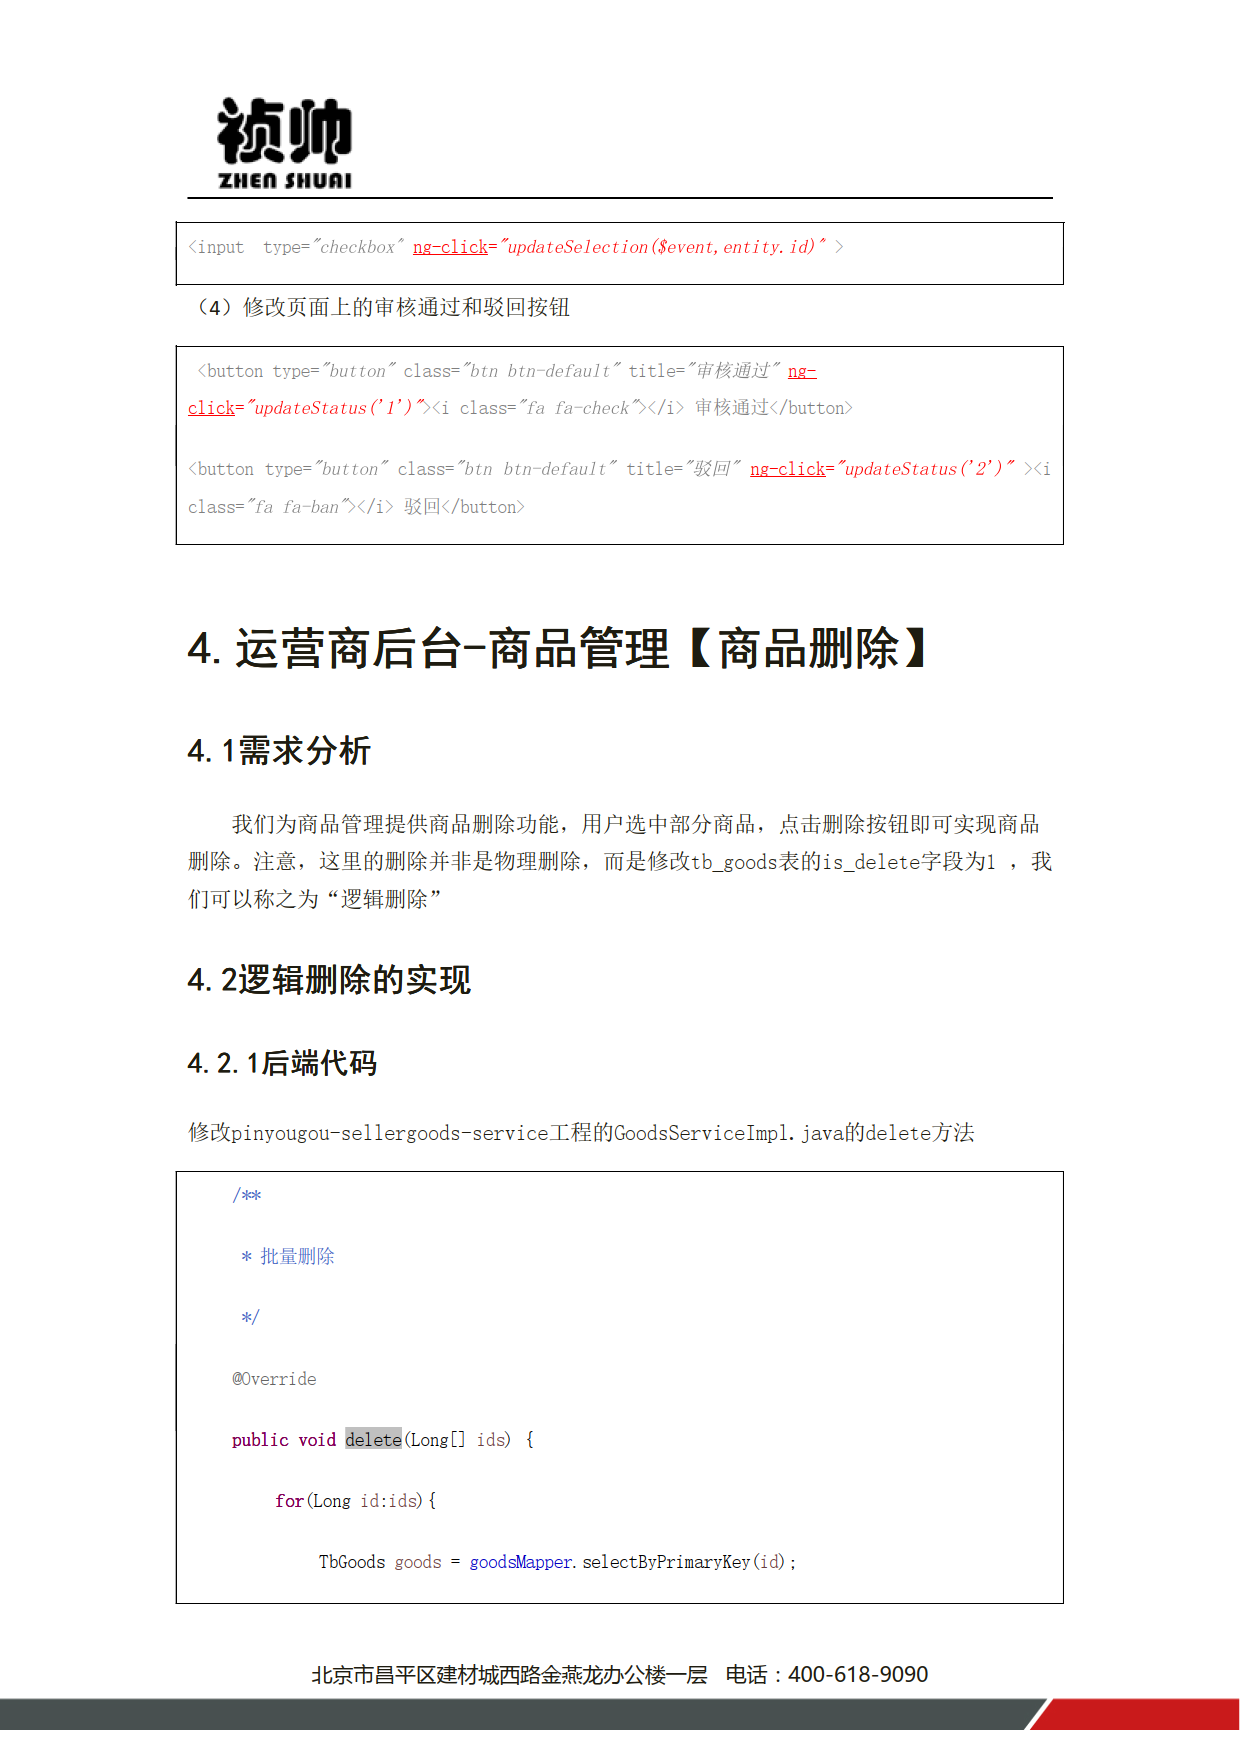 祯帅
ZHEN SHUAI
<input  type="checkbox" ng-click="updateSelection($event,entity.id)" >
（4）修改页面上的审核通过和驳回按钮
<button type="button" class="btn btn-default" title="审核通过" ng-
click="updateStatus('1')"><i class="fa fa-check"></i> 审核通过</button>
<button type="button" class="btn btn-default" title="驳回" ng-click="updateStatus('2')" ><i
class="fa fa-ban"></i> 驳回</button>
4.运营商后台-商品管理【商品删除】
4.1需求分析
我们为商品管理提供商品删除功能，用户选中部分商品，点击删除按钮即可实现商品
删除。注意，这里的删除并非是物理删除，而是修改tb_goods表的is_delete字段为1 ，我
们可以称之为“逻辑删除”
4.2逻辑删除的实现
4.2.1后端代码
修改pinyougou-sellergoods-service工程的GoodsServiceImpl.java的delete方法
/**
* 批量删除
*/
@Override
public void delete(Long[] ids) {
for(Long id:ids){
TbGoods goods = goodsMapper.selectByPrimaryKey(id);
北京市昌平区建材城西路金燕龙办公楼一层   电话：400-618-9090